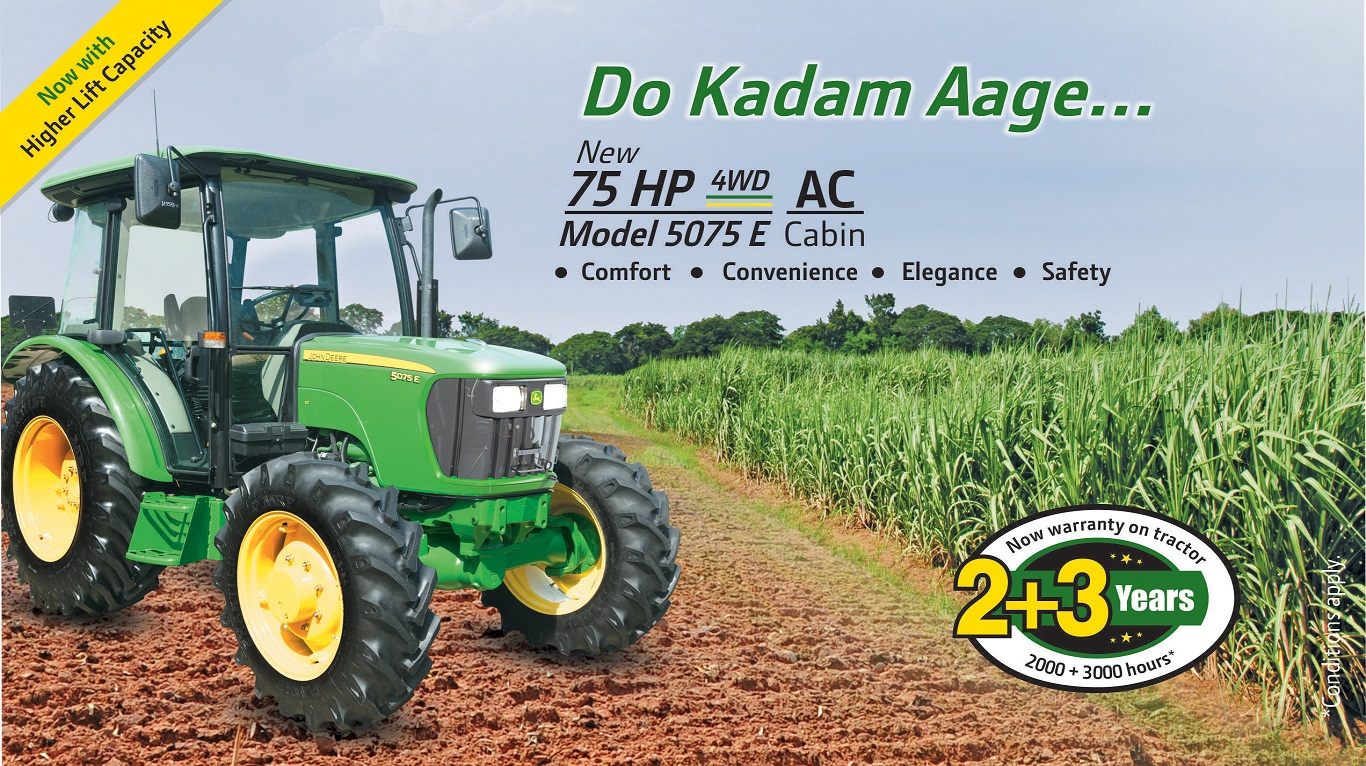 Now with
Higher Lift Capacity
Do Kadam Aage...
New
75 HP 4WD AC
Model 5075 E Cabin
• Comfort • Convenience • Elegance • Safety
JOHN DEERE
5075 E
Now warranty on tractor
2+3 Years
2000 + 3000 hours*
*Conditions apply.